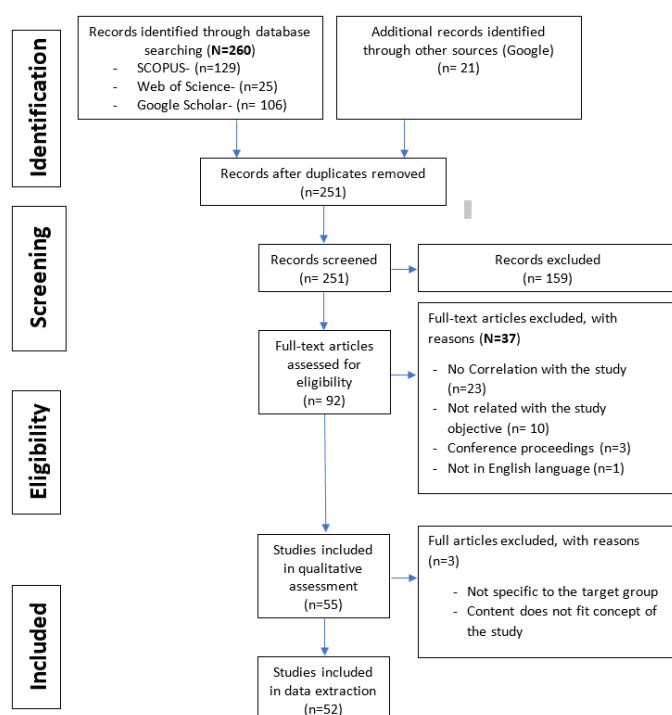 Identification
Records identified through database
searching (N=260)
- SCOPUS- (n=129)
- Web of Science- (n=25)
- Google Scholar- (n= 106)
Additional records identified
through other sources (Google)
(n= 21)
Records after duplicates removed
(n=251)
Screening
Records screened
(n= 251)
Records excluded
(n= 159)
Full-text articles
assessed for
eligibility
(n= 92)
Full-text articles excluded, with
reasons (N=37)
- No Correlation with the study
(n=23)
- Not related with the study
objective (n= 10)
- Conference proceedings (n=3)
- Not in English language (n=1)
Eligibility
Studies included
in qualitative
assessment
(n=55)
Full articles excluded, with reasons
(n=3)
- Not specific to the target group
- Content does not fit concept of
the study
Included
Studies included
in data extraction
(n=52)